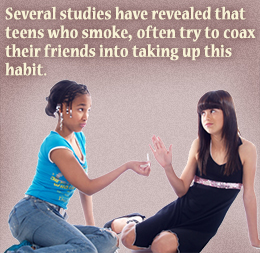 Several studies have revealed that
teens who smoke, often try to coax
their friends into taking up this
habit.